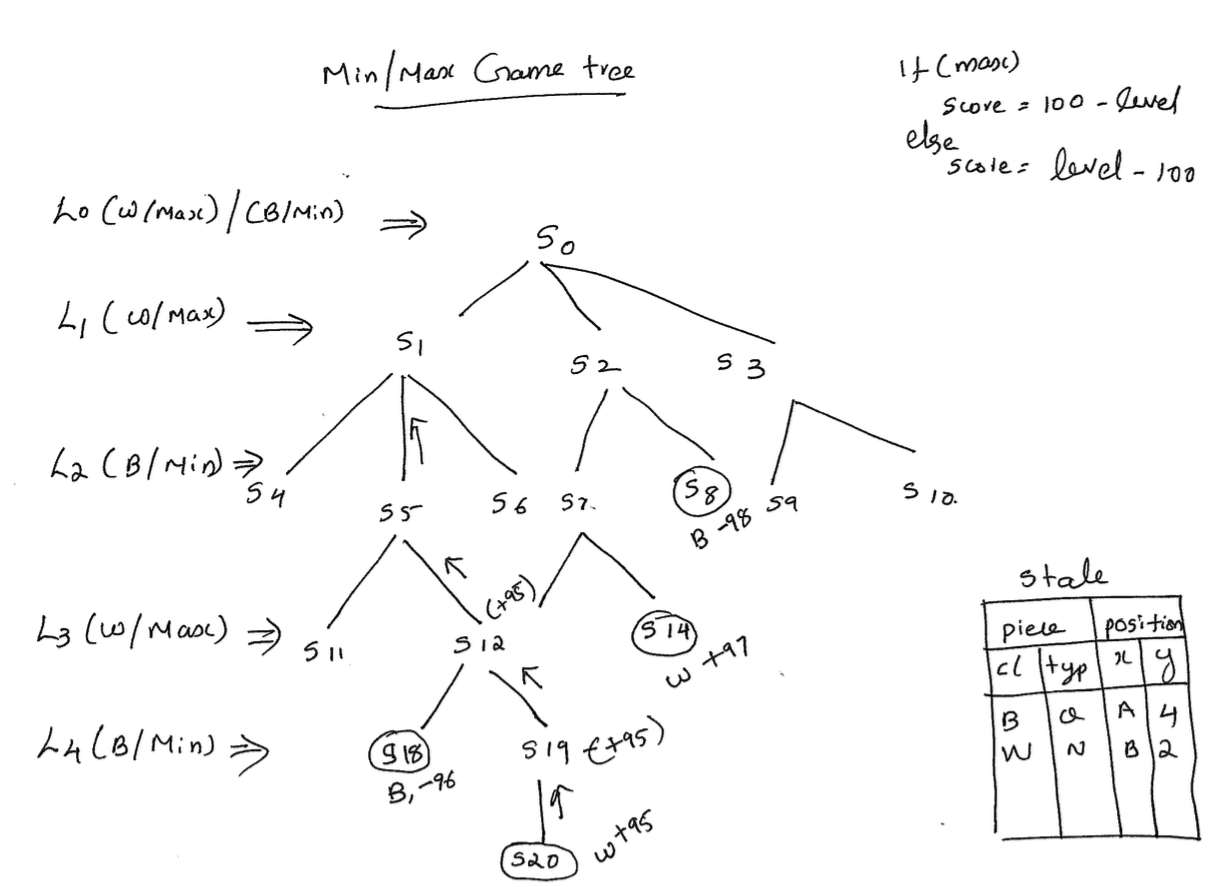 Min/Max Game tree
If (max)
score = 100 - level
else
score = level - 100
L0 (W/Max) / (B/Min) ⇒
S0
L1 (W/Max) ⇒
S1
S2
S3
L2 (B/Min) ⇒
S4
S5
S6
S7
S8
S9
S10.
B -98
L3 (W/Max) ⇒
S11
S12
(+95)
S14
W +97
L4 (B/Min) ⇒
S18
B, -96
S19 (+95)
S20
W +95
State
piece position
cl typ x y
B Q A 4
W N B 2